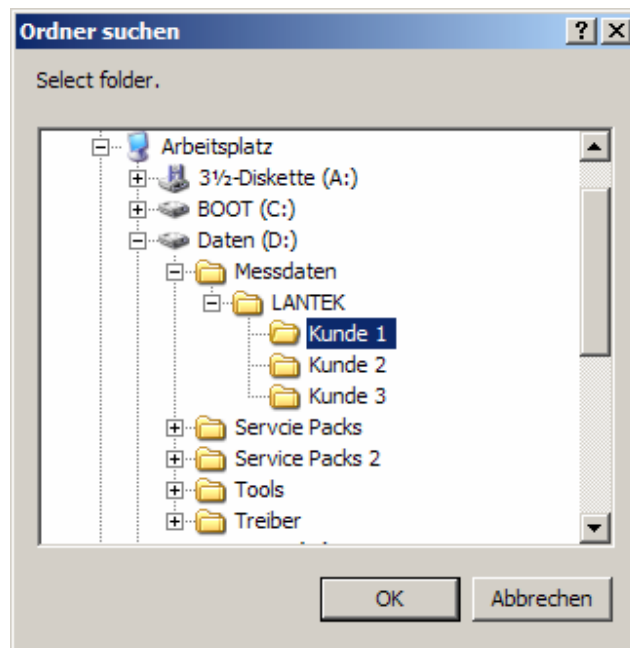 Ordner suchen
Select folder.
Arbeitsplatz
3½-Diskette (A:)
BOOT (C:)
Daten (D:)
Messdaten
LANTEK
Kunde 1
Kunde 2
Kunde 3
Servcie Packs
Service Packs 2
Tools
Treiber
OK
Abbrechen